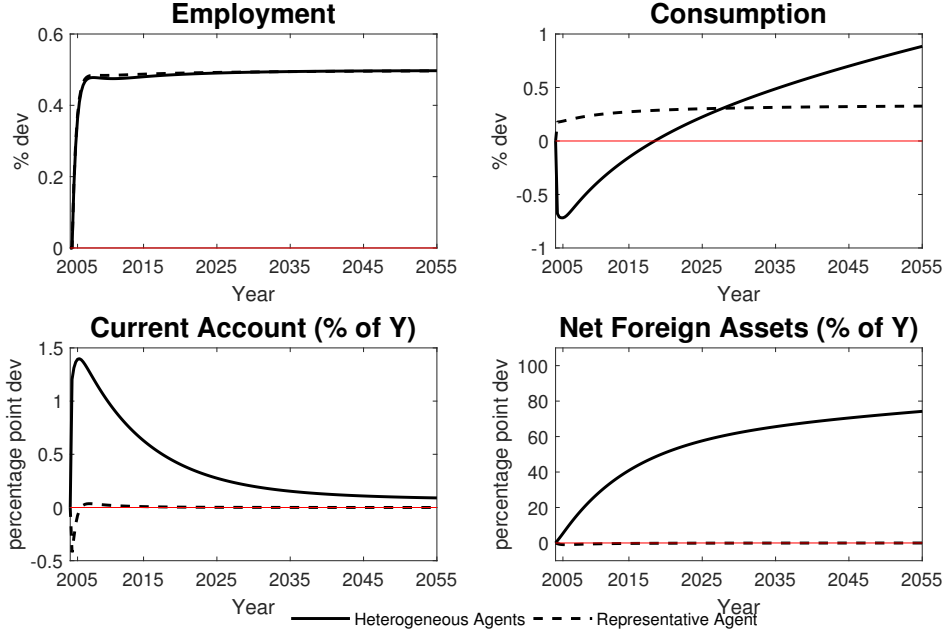 Employment
Consumption
0.6
0.4
0.2
0
% dev
2005 2015 2025 2035 2045 2055
Year
1
0.5
0
-0.5
-1
% dev
2005 2015 2025 2035 2045 2055
Year
Current Account (% of Y)
Net Foreign Assets (% of Y)
1.5
1
0.5
0
-0.5
percentage point dev
2005 2015 2025 2035 2045 2055
Year
100
80
60
40
20
0
percentage point dev
2005 2015 2025 2035 2045 2055
Year
Heterogeneous Agents
Representative Agent